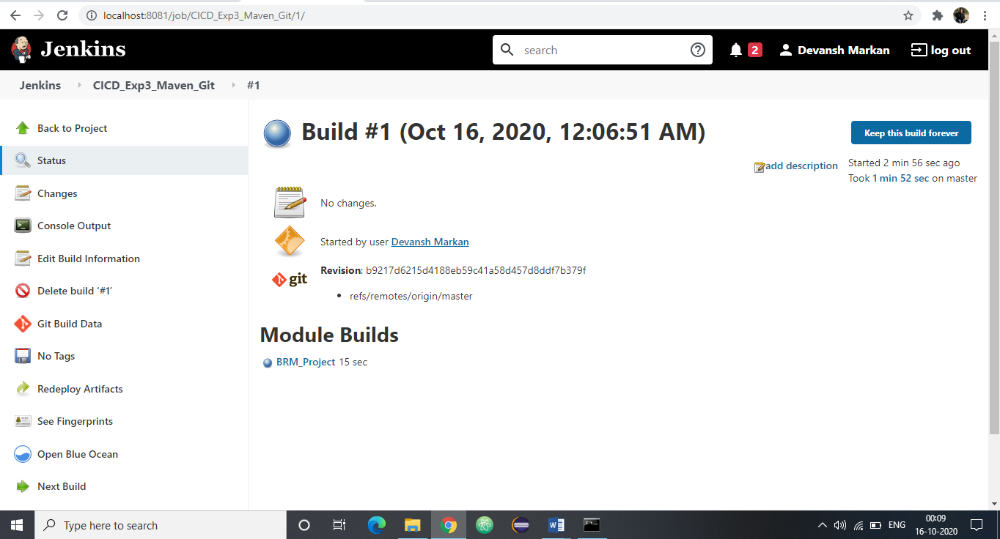 localhost:8081/job/CICD_Exp3_Maven_Git/1/
Jenkins
search
2
Devansh Markan
log out
Jenkins
CICD_Exp3_Maven_Git
#1
Back to Project
Status
Changes
Console Output
Edit Build Information
Delete build ‘#1’
Git Build Data
No Tags
Redeploy Artifacts
See Fingerprints
Open Blue Ocean
Next Build
Build #1 (Oct 16, 2020, 12:06:51 AM)
Keep this build forever
add description
Started 2 min 56 sec ago
Took 1 min 52 sec on master
No changes.
Started by user Devansh Markan
git
Revision: b9217d6215d4188eb59c41a58d457d8ddf7b379f
refs/remotes/origin/master
Module Builds
BRM_Project 15 sec
Type here to search
ENG
00:09
16-10-2020